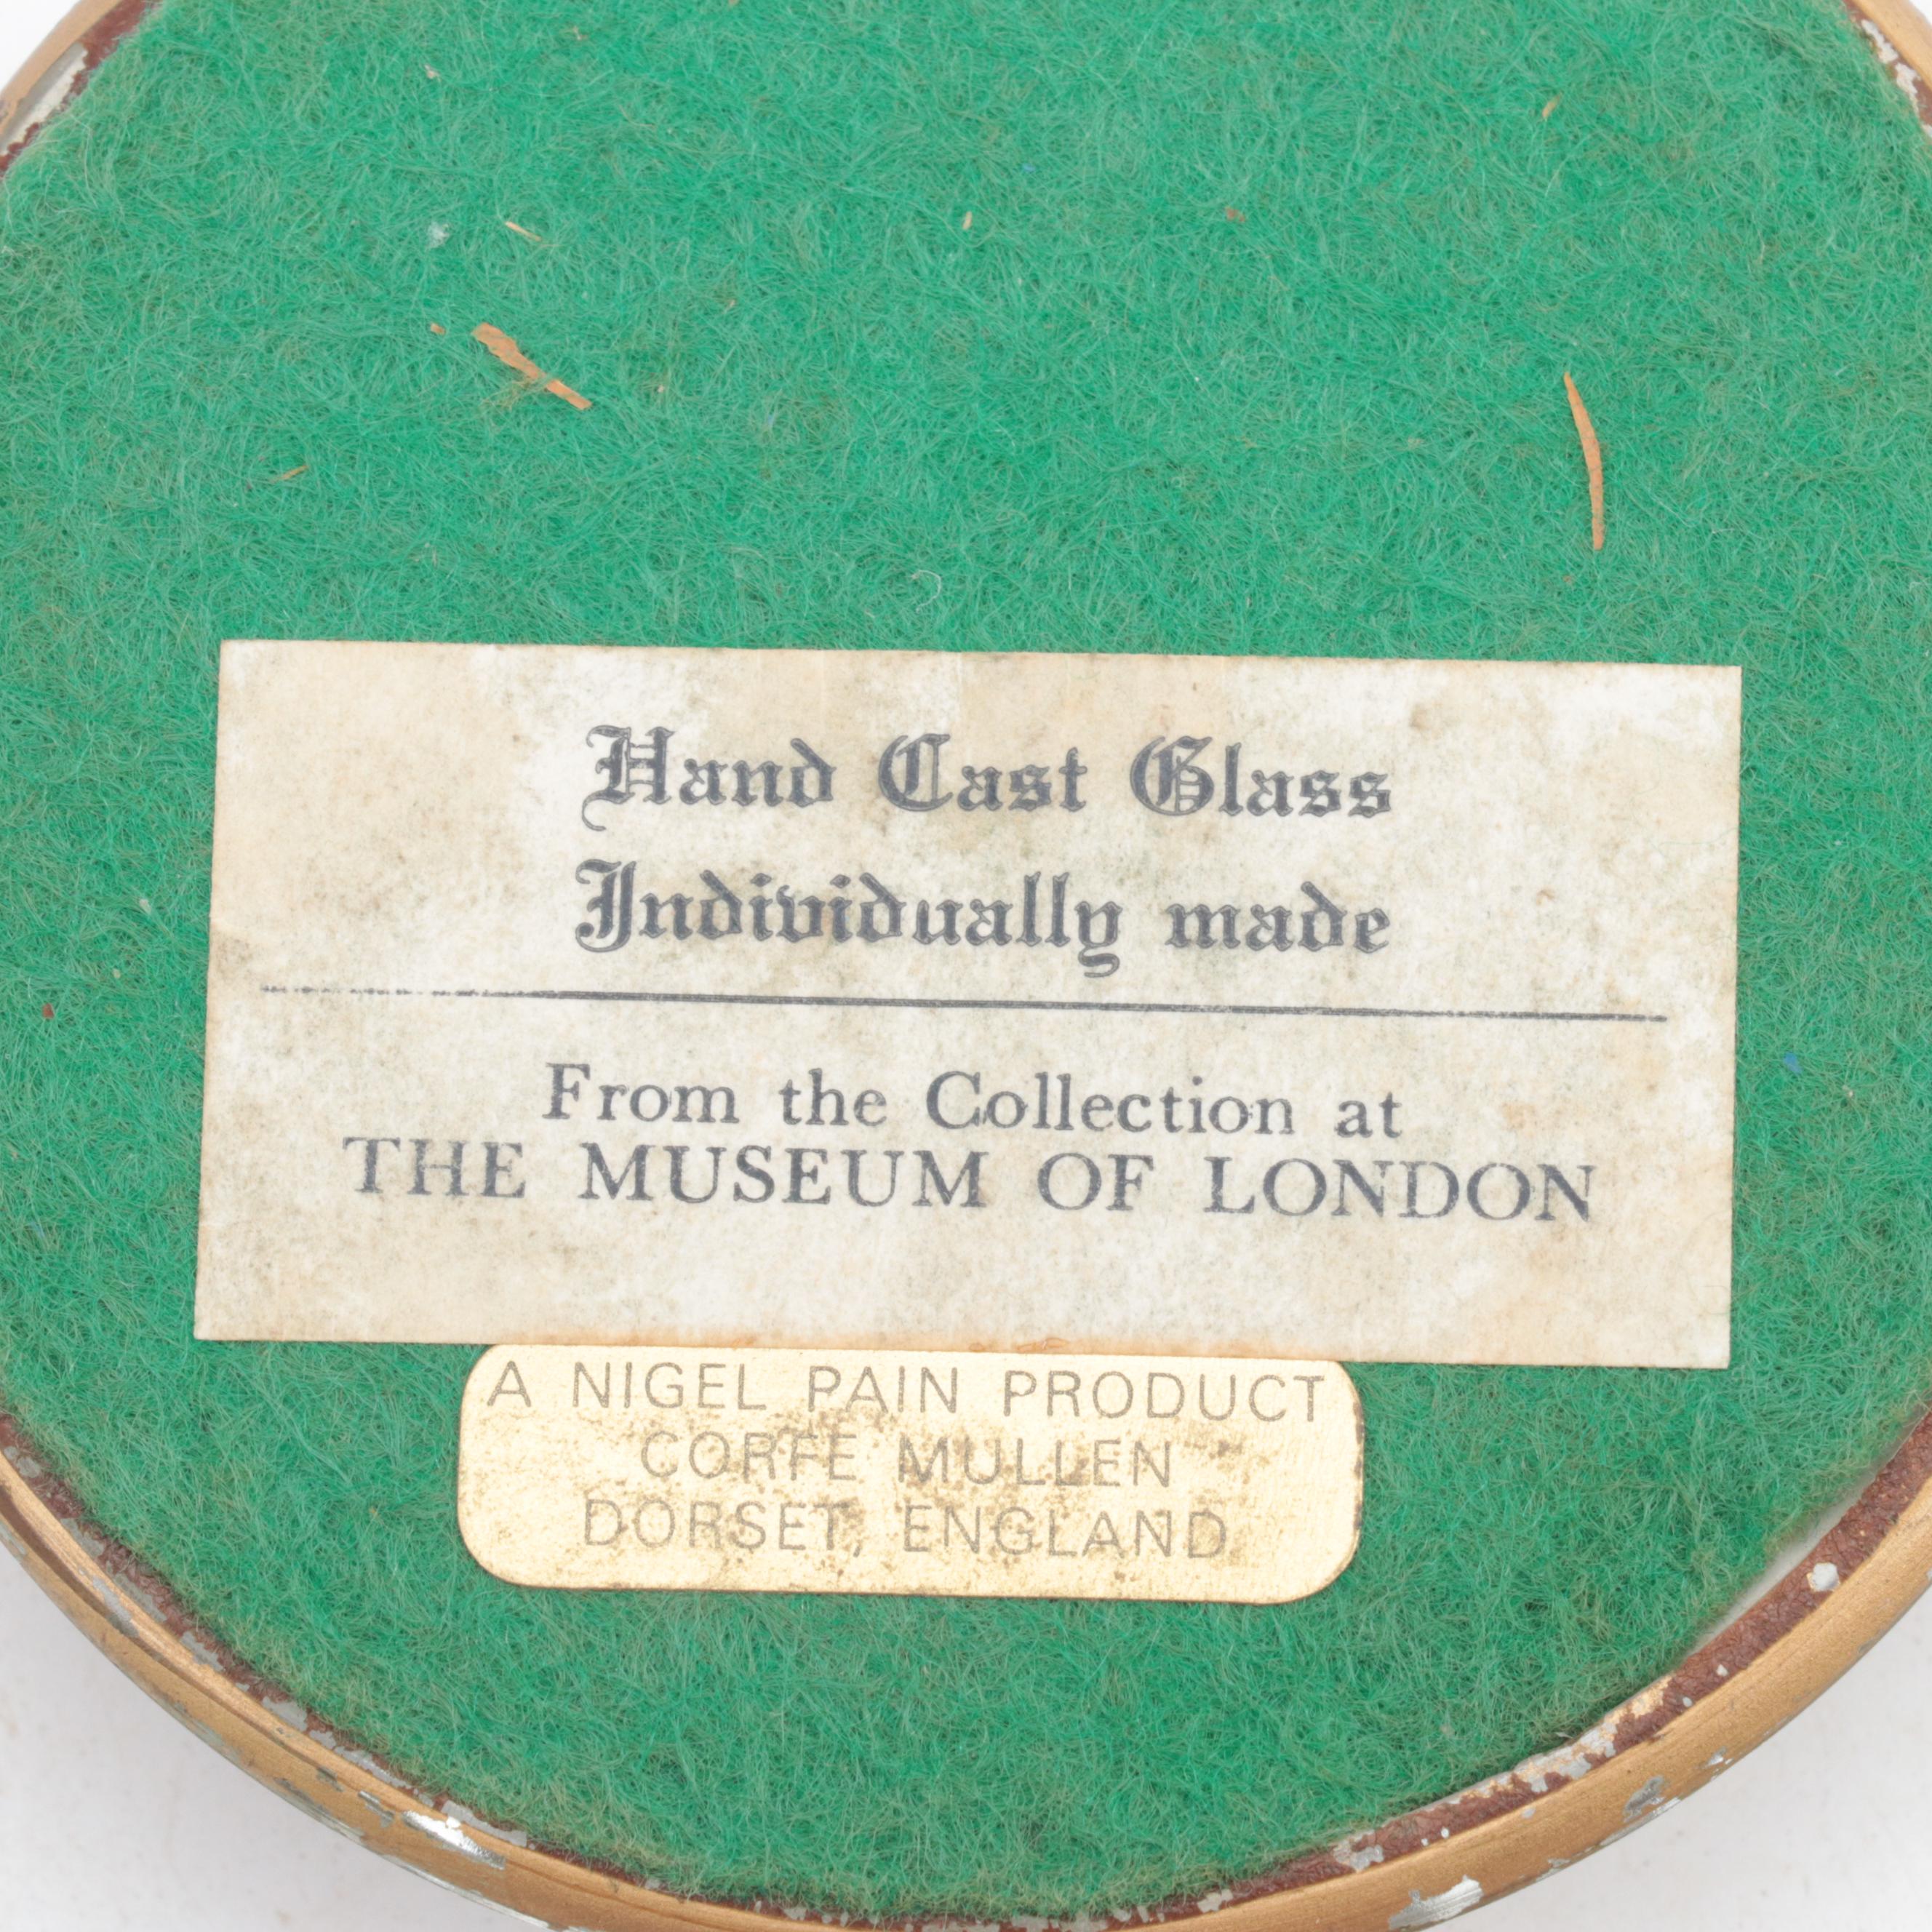 Hand Cast Glass
Individually made
From the Collection at
THE MUSEUM OF LONDON
A NIGEL PAIN PRODUCT
CORFE MULLEN
DORSET, ENGLAND